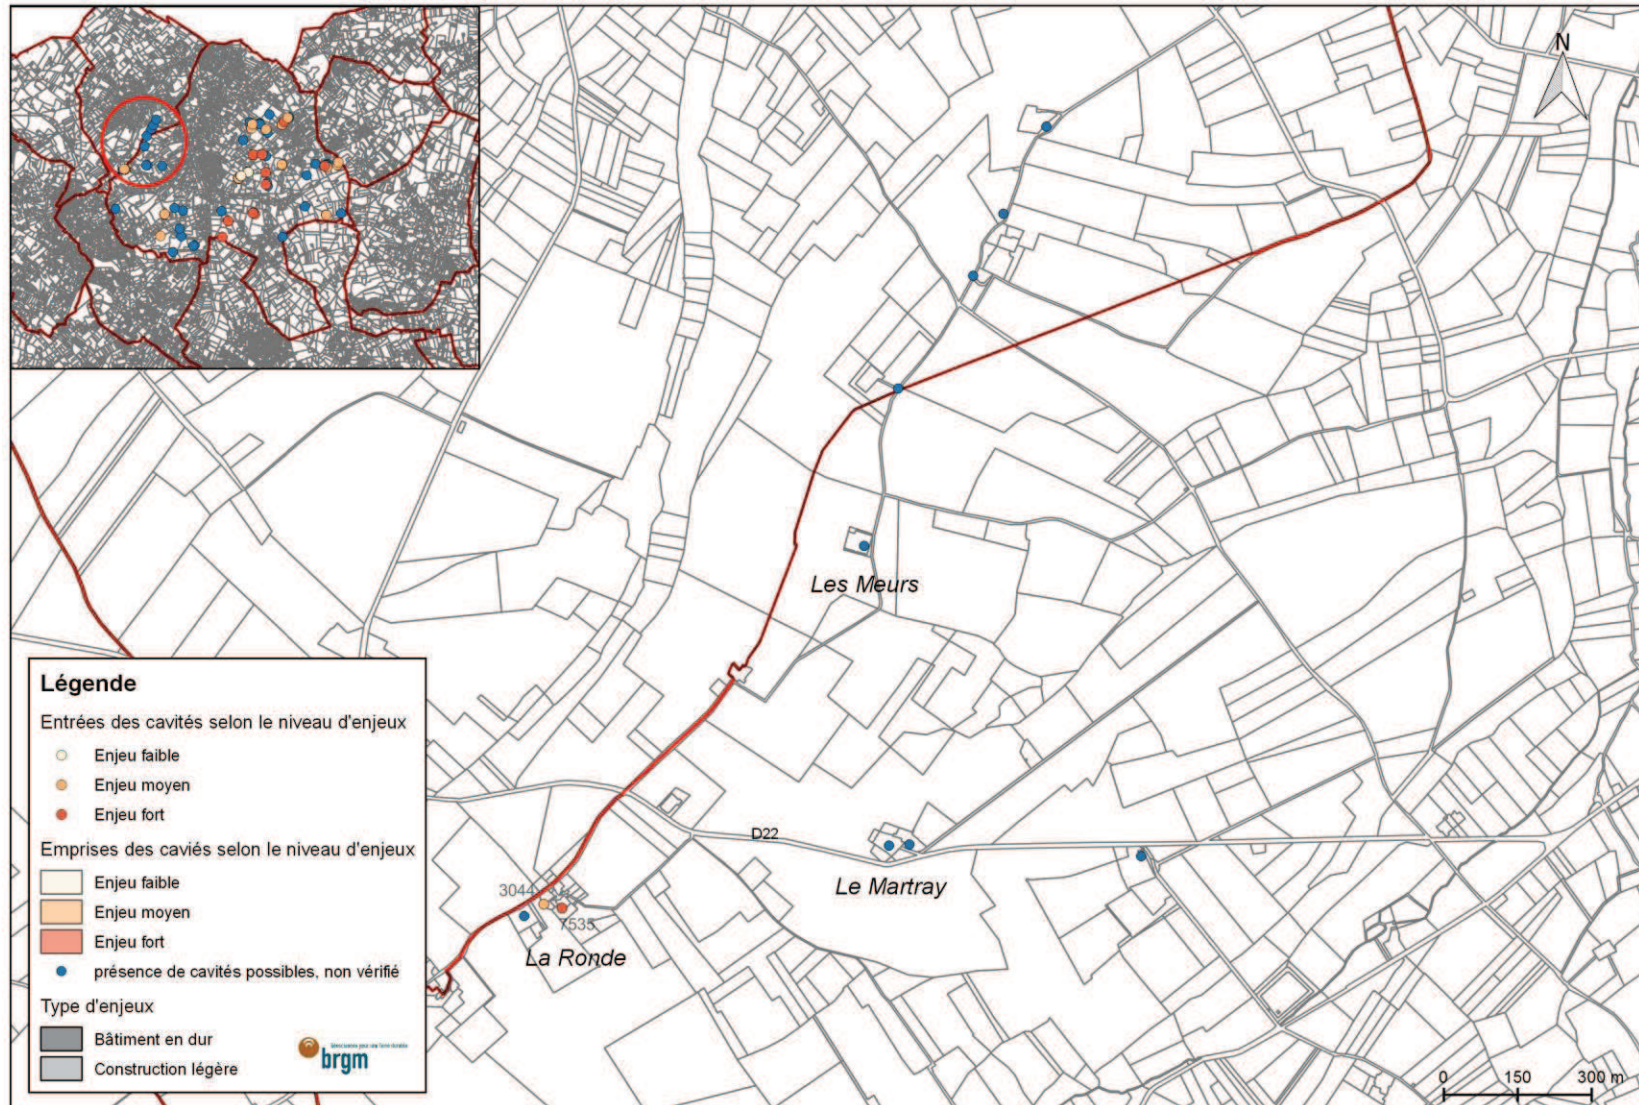 N
Les Meurs
D22
Le Martray
3044
7535
La Ronde
Légende
Entrées des cavités selon le niveau d'enjeux
Enjeu faible
Enjeu moyen
Enjeu fort
Emprises des caviés selon le niveau d'enjeux
Enjeu faible
Enjeu moyen
Enjeu fort
présence de cavités possibles, non vérifié
Type d'enjeux
Bâtiment en dur
Construction légère
brgm
0 150 300 m